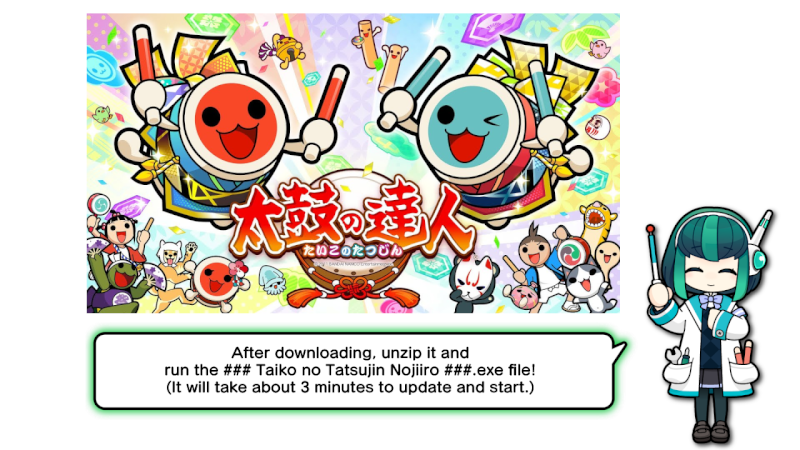 太鼓の達人
たいこのたつじん
After downloading, unzip it and
run the ### Taiko no Tatsujin Nojiiro ###.exe file!
(It will take about 3 minutes to update and start.)